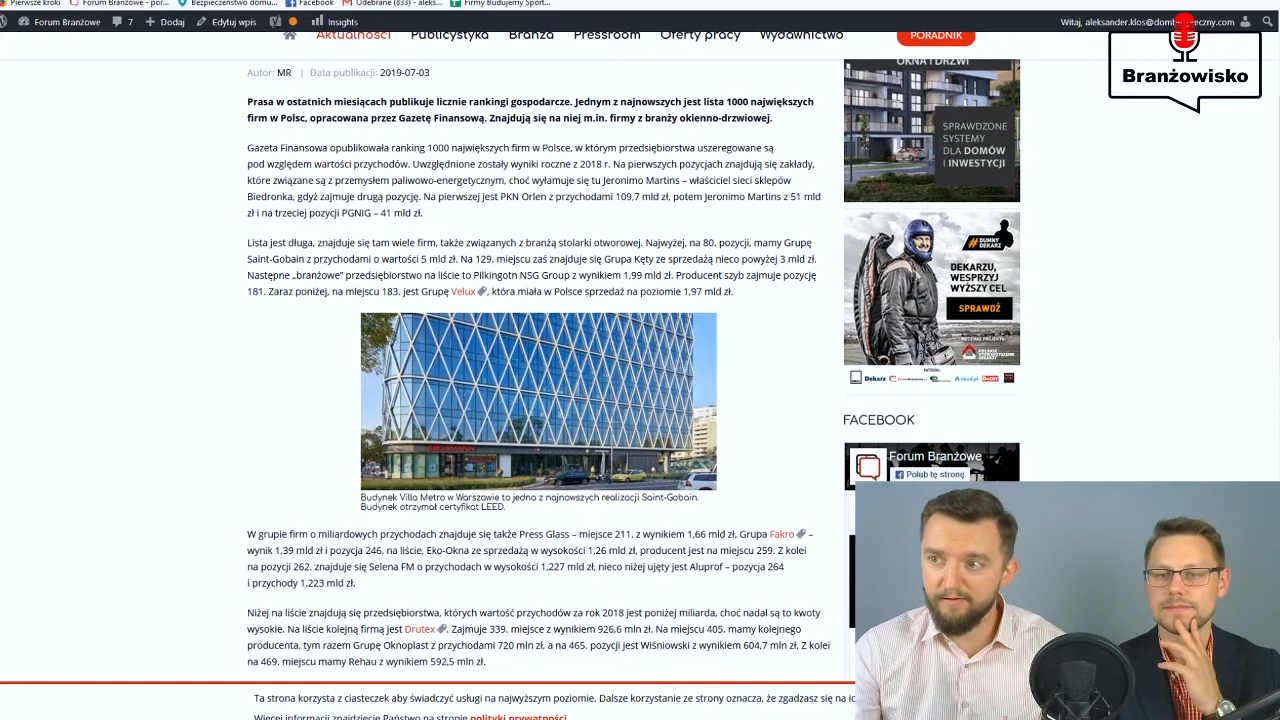 Pierwsze kroki
Forum Branżowe - por...
Bezpieczeństwo domu...
Facebook
Odebrane (833) - aleks...
Firmy Budujemy Sport...
Forum Branżowe
7
Dodaj
Edytuj wpis
Insights
Witaj, aleksander.klos@dom
eczny.com
Aktualności
Publicystyka
Branża
Pressroom
Oferty pracy
Wydawnictwo
PORADNIK
Branżowisko
Autor: MR | Data publikacji: 2019-07-03
Prasa w ostatnich miesiącach publikuje licznie rankingi gospodarcze. Jednym z najnowszych jest lista 1000 największych
firm w Polsc, opracowana przez Gazetę Finansową. Znajdują się na niej m.in. firmy z branży okienno-drzwiowej.
Gazeta Finansowa opublikowała ranking 1000 największych firm w Polsce, w którym przedsiębiorstwa uszeregowane są
pod względem wartości przychodów. Uwzględnione zostały wyniki roczne z 2018 r. Na pierwszych pozycjach znajdują się zakłady,
które związane są z przemysłem paliwowo-energetycznym, choć wyłamuje się tu Jeronimo Martins – właściciel sieci sklepów
Biedronka, gdyż zajmuje drugą pozycję. Na pierwszej jest PKN Orlen z przychodami 109,7 mld zł, potem Jeronimo Martins z 51 mld
zł i na trzeciej pozycji PGNIG – 41 mld zł.
Lista jest długa, znajduje się tam wiele firm, także związanych z branżą stolarki otworowej. Najwyżej, na 80. pozycji, mamy Grupę
Saint-Gobain z przychodami o wartości 5 mld zł. Na 129. miejscu zaś znajduje się Grupa Kęty ze sprzedażą nieco powyżej 3 mld zł.
Następne „branżowe” przedsiębiorstwo na liście to Pilkingotn NSG Group z wynikiem 1,99 mld zł. Producent szyb zajmuje pozycję
181. Zaraz poniżej, na miejscu 183. jest Grupę Velux, która miała w Polsce sprzedaż na poziomie 1,97 mld zł.
Budynek Villa Metro w Warszawie to jedna z najnowszych realizacji Saint-Gobain.
Budynek otrzymał certyfikat LEED.
W grupie firm o miliardowych przychodach znajduje się także Press Glass – miejsce 211. z wynikiem 1,66 mld zł, Grupa Fakro –
wynik 1,39 mld zł i pozycja 246. na liście, Eko-Okna ze sprzedażą w wysokości 1,26 mld zł, producent jest na miejscu 259. Z kolei
na pozycji 262. znajduje się Selena FM o przychodach w wysokości 1,227 mld zł, nieco niżej ujęty jest Aluprof – pozycja 264
i przychody 1,223 mld zł.
Niżej na liście znajdują się przedsiębiorstwa, których wartość przychodów za rok 2018 jest poniżej miliarda, choć nadal są to kwoty
wysokie. Na liście kolejną firmą jest Drutex. Zajmuje 339. miejsce z wynikiem 926,6 mln zł. Na miejscu 405. mamy kolejnego
producenta, tym razem Grupę Oknoplast z przychodami 720 mln zł, a na 465. pozycji jest Wiśniowski z wynikiem 604,7 mln zł. Z kolei
na 469. miejscu mamy Rehau z wynikiem 592,5 mln zł.
OKNA I DRZWI
SPRAWDZONE
SYSTEMY
DLA DOMÓW
I INWESTYCJI
#DUMNY
DEKARZ
DEKARZU,
WESPRZYJ
WYŻSZY CEL
SPRAWDŹ
MECENAS PROJEKTU:
POLSKIE
STOWARZYSZENIE
DEKARZY
Dekarz
FACEBOOK
Forum Branżowe
Polub tę stronę
Ta strona korzysta z ciasteczek aby świadczyć usługi na najwyższym poziomie. Dalsze korzystanie ze strony oznacza, że zgadzasz się na ic
Więcej informacji znajdziecie Państwo na stronie polityki prywatności